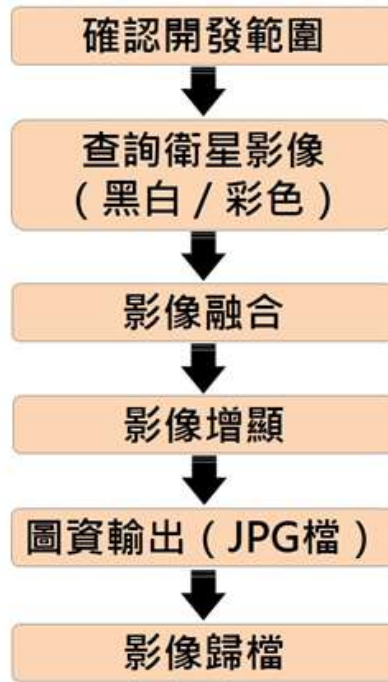 確認開發範圍
查詢衛星影像
（黑白 / 彩色）
影像融合
影像增顯
圖資輸出（JPG檔）
影像歸檔